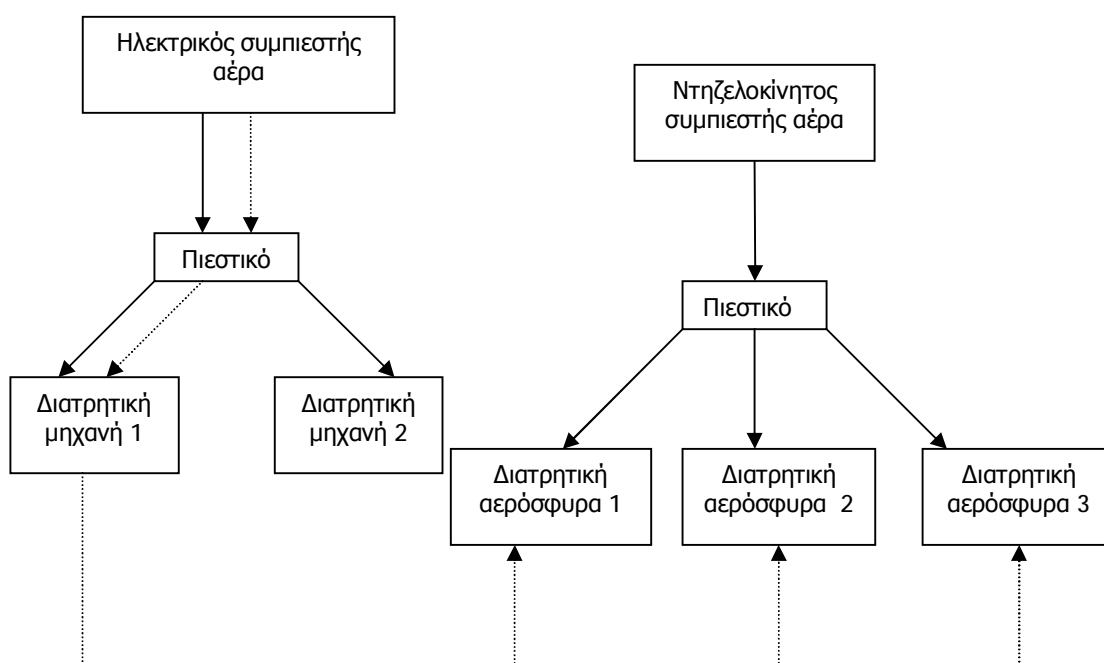 Ηλεκτρικός συμπιεστής
αέρα
Ντηζελοκίνητος
συμπιεστής αέρα
Πιεστικό
Πιεστικό
Διατρητική
μηχανή 1
Διατρητική
μηχανή 2
Διατρητική
αερόσφυρα 1
Διατρητική
αερόσφυρα 2
Διατρητική
αερόσφυρα 3